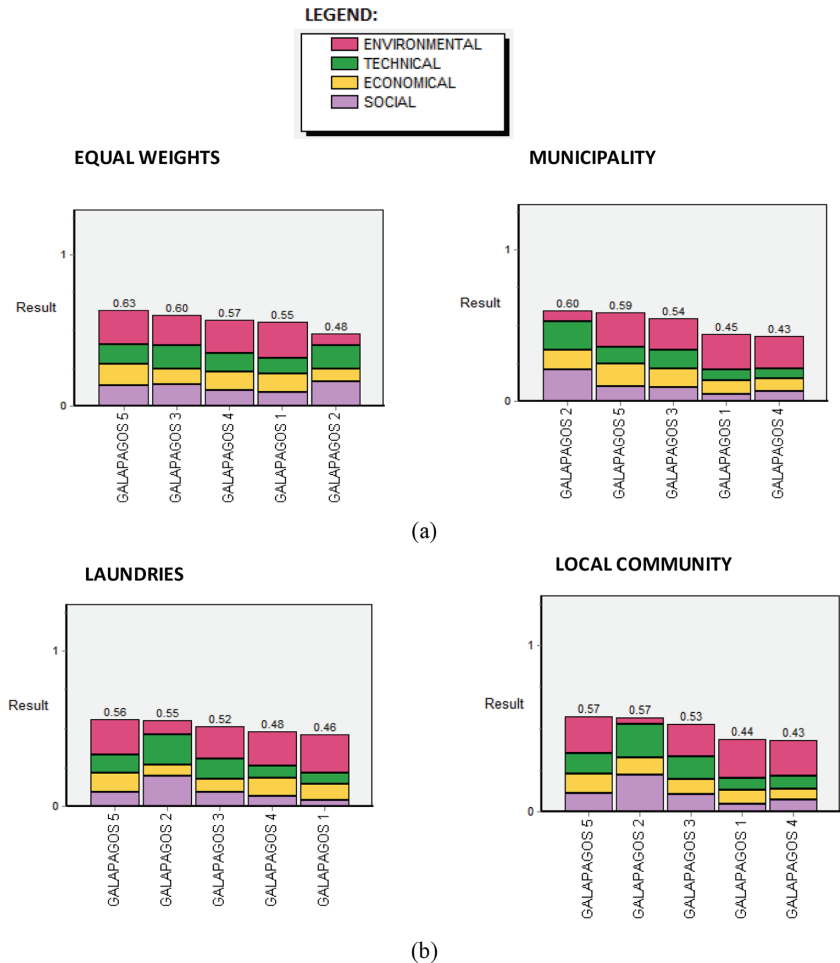 LEGEND:
ENVIRONMENTAL
TECHNICAL
ECONOMICAL
SOCIAL
EQUAL WEIGHTS
1
Result
0
0.63
0.60
0.57
0.55
0.48
GALAPAGOS 5
GALAPAGOS 3
GALAPAGOS 4
GALAPAGOS 1
GALAPAGOS 2
MUNICIPALITY
1
Result
0
0.60
0.59
0.54
0.45
0.43
GALAPAGOS 2
GALAPAGOS 5
GALAPAGOS 3
GALAPAGOS 1
GALAPAGOS 4
(a)
LAUNDRIES
1
Result
0
0.56
0.55
0.52
0.48
0.46
GALAPAGOS 5
GALAPAGOS 2
GALAPAGOS 3
GALAPAGOS 4
GALAPAGOS 1
LOCAL COMMUNITY
1
Result
0
0.57
0.57
0.53
0.44
0.43
GALAPAGOS 5
GALAPAGOS 2
GALAPAGOS 3
GALAPAGOS 1
GALAPAGOS 4
(b)